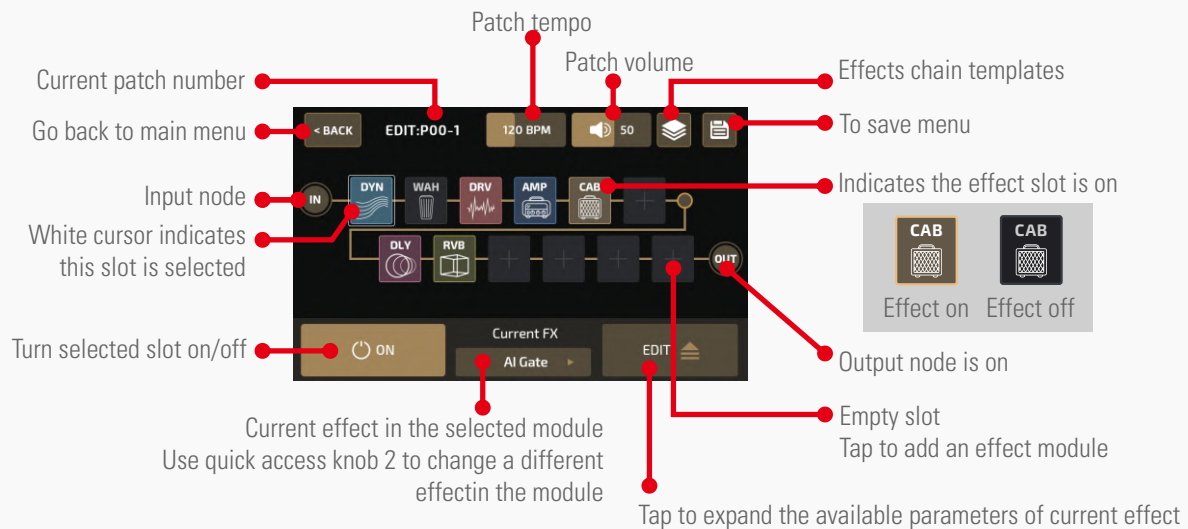 Patch tempo
Patch volume
Current patch number
Effects chain templates
Go back to main menu
To save menu
< BACK
EDIT:P00-1
120 BPM
50
Input node
Indicates the effect slot is on
White cursor indicates
this slot is selected
IN
DYN
WAH
DRV
AMP
CAB
DLY
RVB
OUT
CAB
CAB
Effect on
Effect off
Turn selected slot on/off
ON
Current FX
AI Gate
EDIT
Output node is on
Empty slot
Tap to add an effect module
Current effect in the selected module
Use quick access knob 2 to change a different
effectin the module
Tap to expand the available parameters of current effect